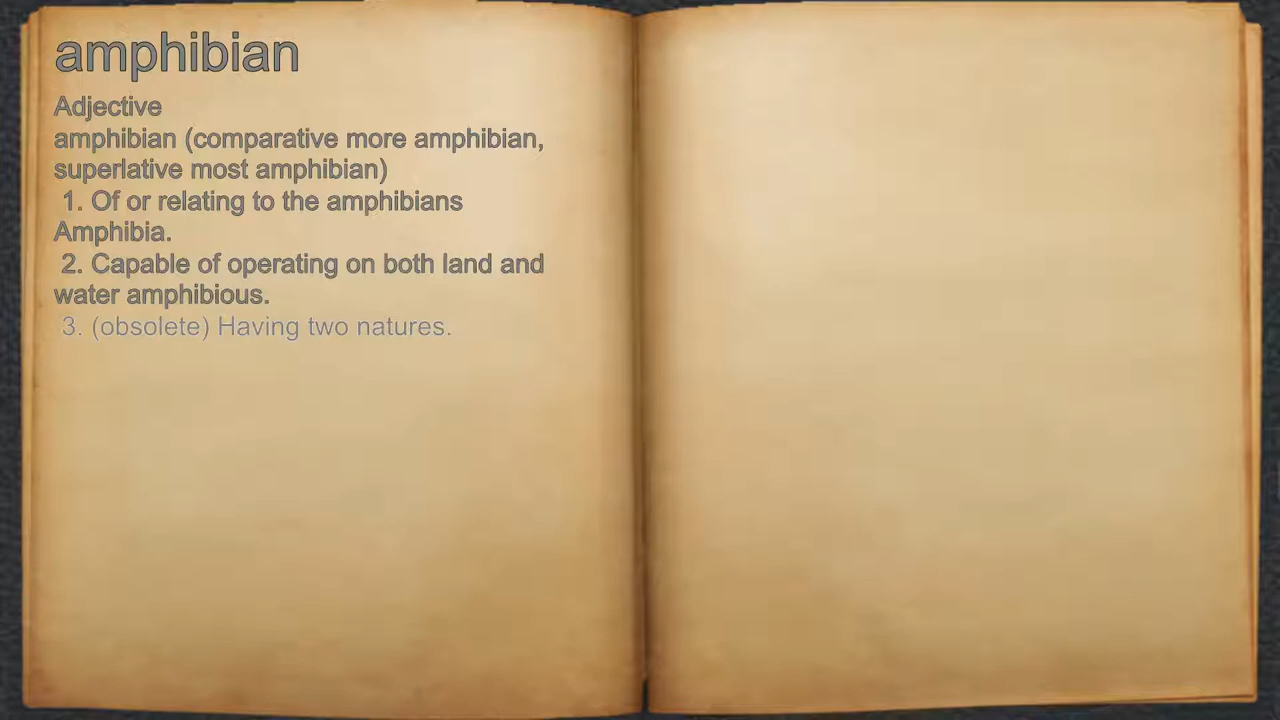 amphibian
Adjective
amphibian (comparative more amphibian,
superlative most amphibian)
1. Of or relating to the amphibians
Amphibia.
2. Capable of operating on both land and
water amphibious.
3. (obsolete) Having two natures.